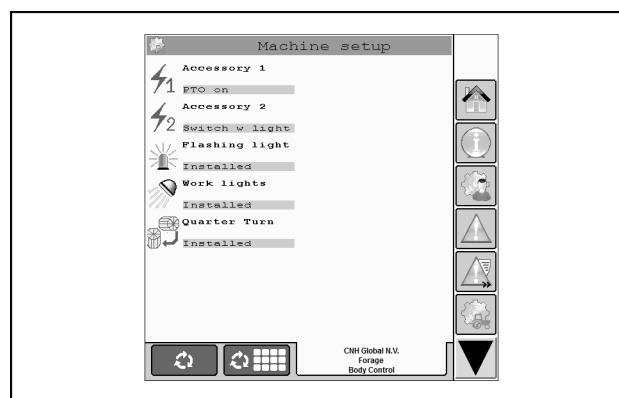 Machine setup
Accessory 1
1
PTO on
Accessory 2
2
Switch w light
Flashing light
Installed
Work lights
Installed
Quarter Turn
Installed
CNH Global N.V.
Forage
Body Control